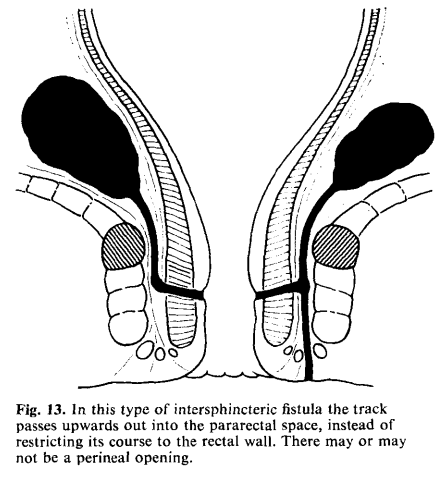 Fig. 13. In this type of intersphincteric fistula the track
passes upwards out into the pararectal space, instead of
restricting its course to the rectal wall. There may or may
not be a perineal opening.